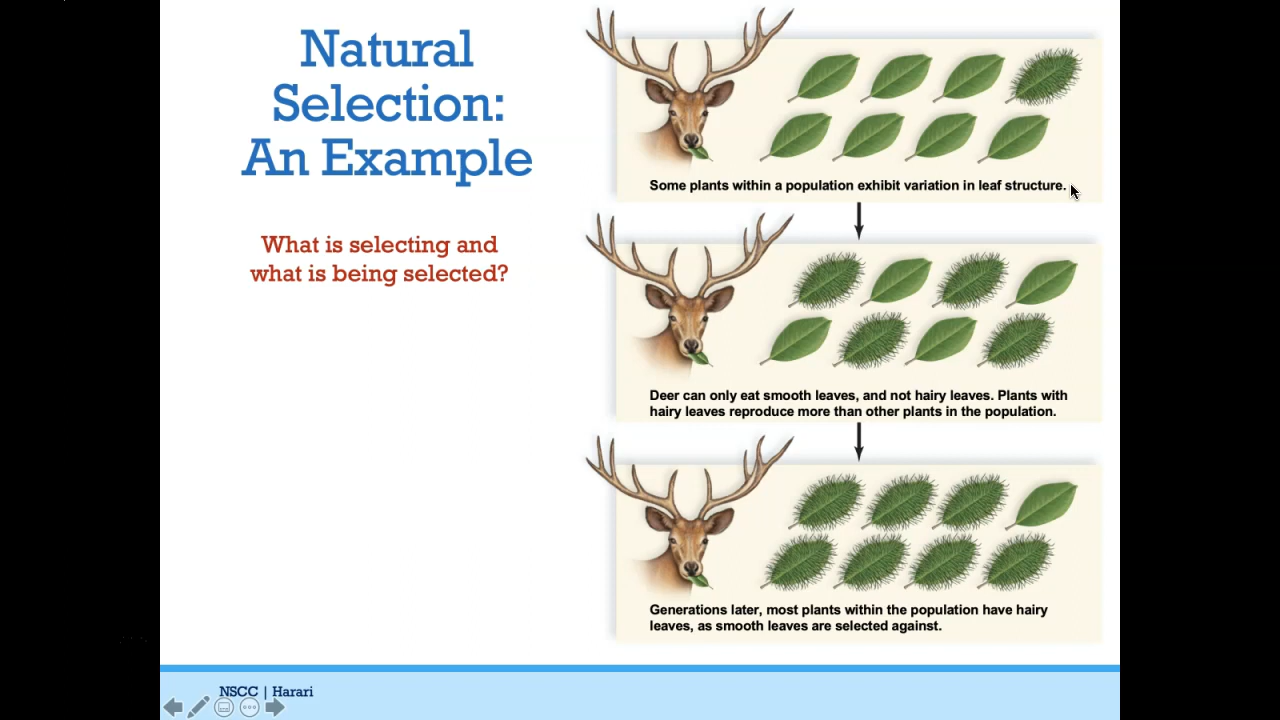 Natural
Selection:
An Example
What is selecting and
what is being selected?
Some plants within a population exhibit variation in leaf structure.
Deer can only eat smooth leaves, and not hairy leaves. Plants with
hairy leaves reproduce more than other plants in the population.
Generations later, most plants within the population have hairy
leaves, as smooth leaves are selected against.
NSCC | Harari